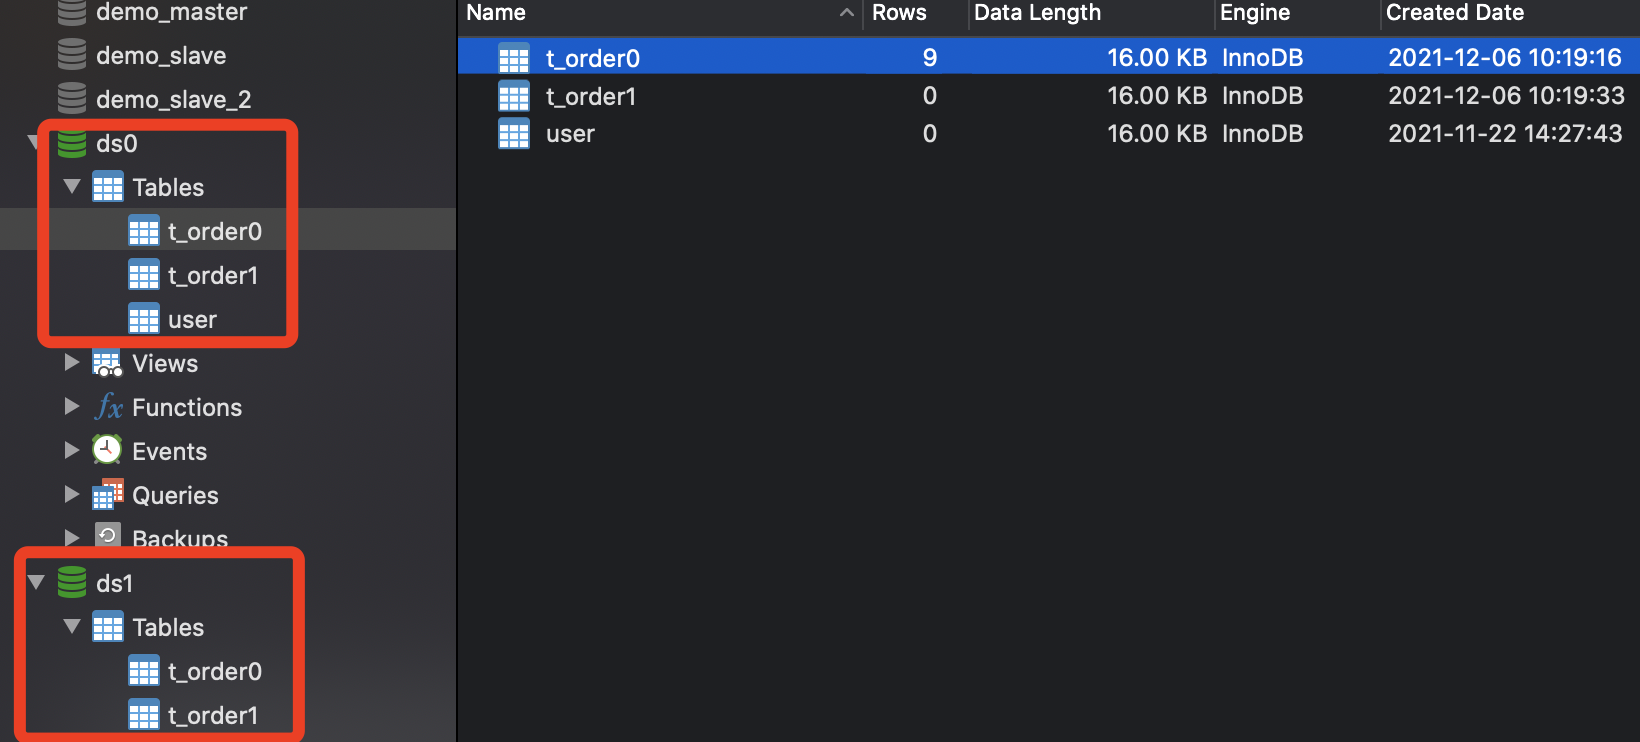 demo_master
demo_slave
demo_slave_2
ds0
Tables
t_order0
t_order1
user
Views
fx Functions
Events
Queries
Backups
ds1
Tables
t_order0
t_order1
Name Rows Data Length Engine Created Date
t_order0 9 16.00 KB InnoDB 2021-12-06 10:19:16
t_order1 0 16.00 KB InnoDB 2021-12-06 10:19:33
user 0 16.00 KB InnoDB 2021-11-22 14:27:43